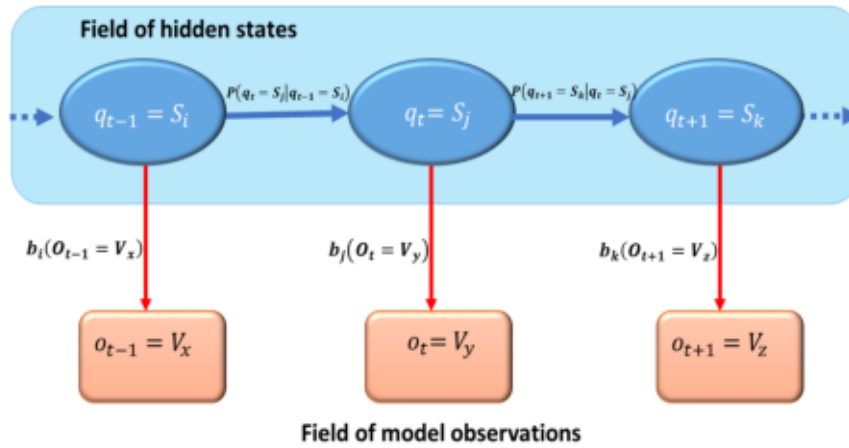 Field of hidden states
P(q_{t-1}=S_j|q_{t-1}=S_i)
P(q_{t+1}=S_k|q_t=S_j)
q_{t-1} = S_i
q_t = S_j
q_{t+1} = S_k
b_i(O_{t-1} = V_x)
b_j(O_t = V_y)
b_k(O_{t+1} = V_z)
o_{t-1} = V_x
o_t = V_y
o_{t+1} = V_z
Field of model observations